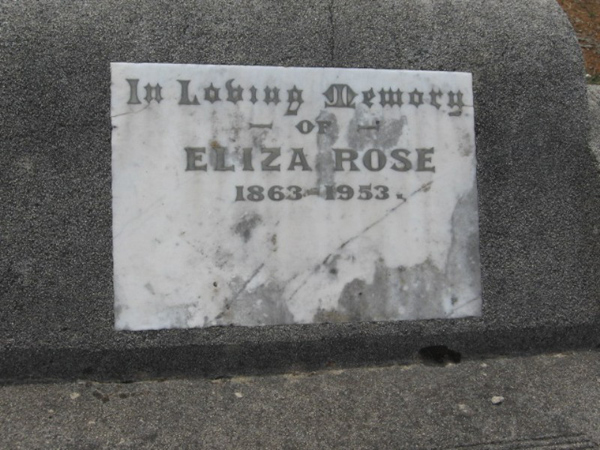 In Loving Memory
— OF —
ELIZA ROSE
1863-1953.